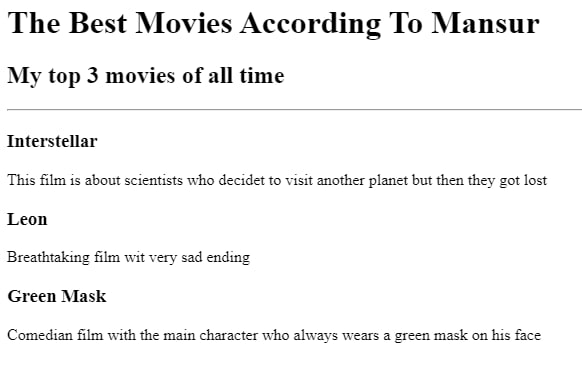 The Best Movies According To Mansur
My top 3 movies of all time
Interstellar
This film is about scientists who decidet to visit another planet but then they got lost
Leon
Breathtaking film wit very sad ending
Green Mask
Comedian film with the main character who always wears a green mask on his face